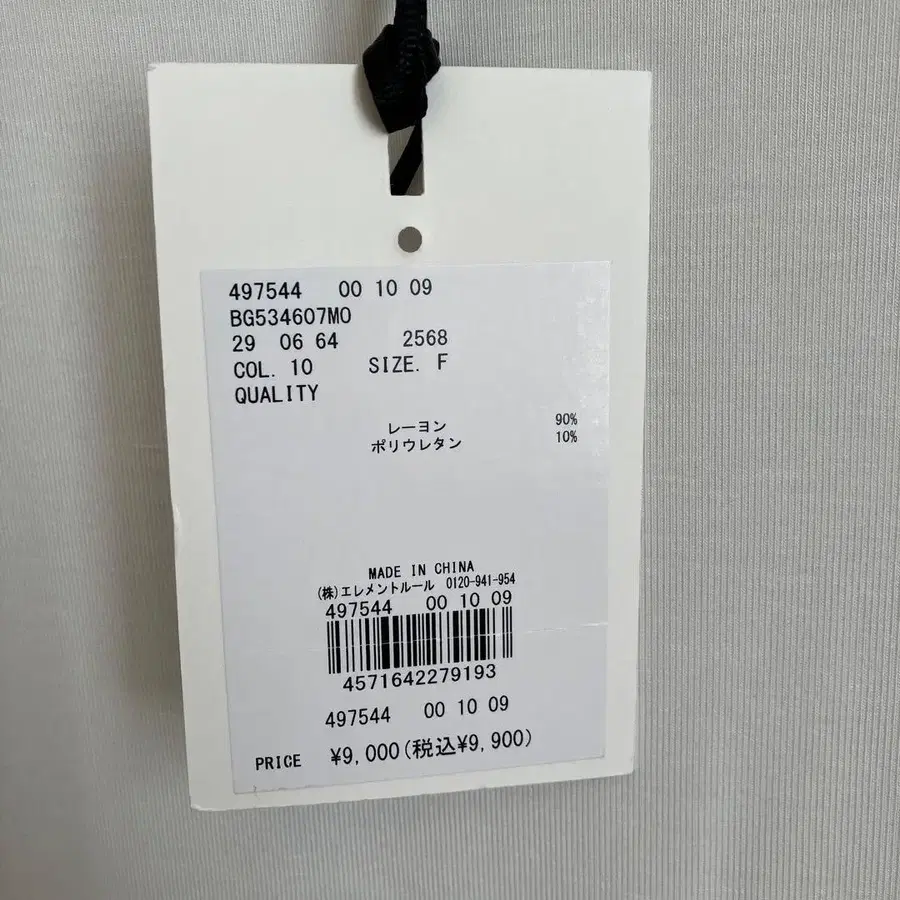 497544 00 10 09
BG534607MO
29 06 64 2568
COL. 10 SIZE. F
QUALITY
レーヨン 90%
ポリウレタン 10%
MADE IN CHINA
(株)エレメントルール 0120-941-954
497544 00 10 09
4571642279193
497544 00 10 09
PRICE ¥9,000(税込¥9,900)